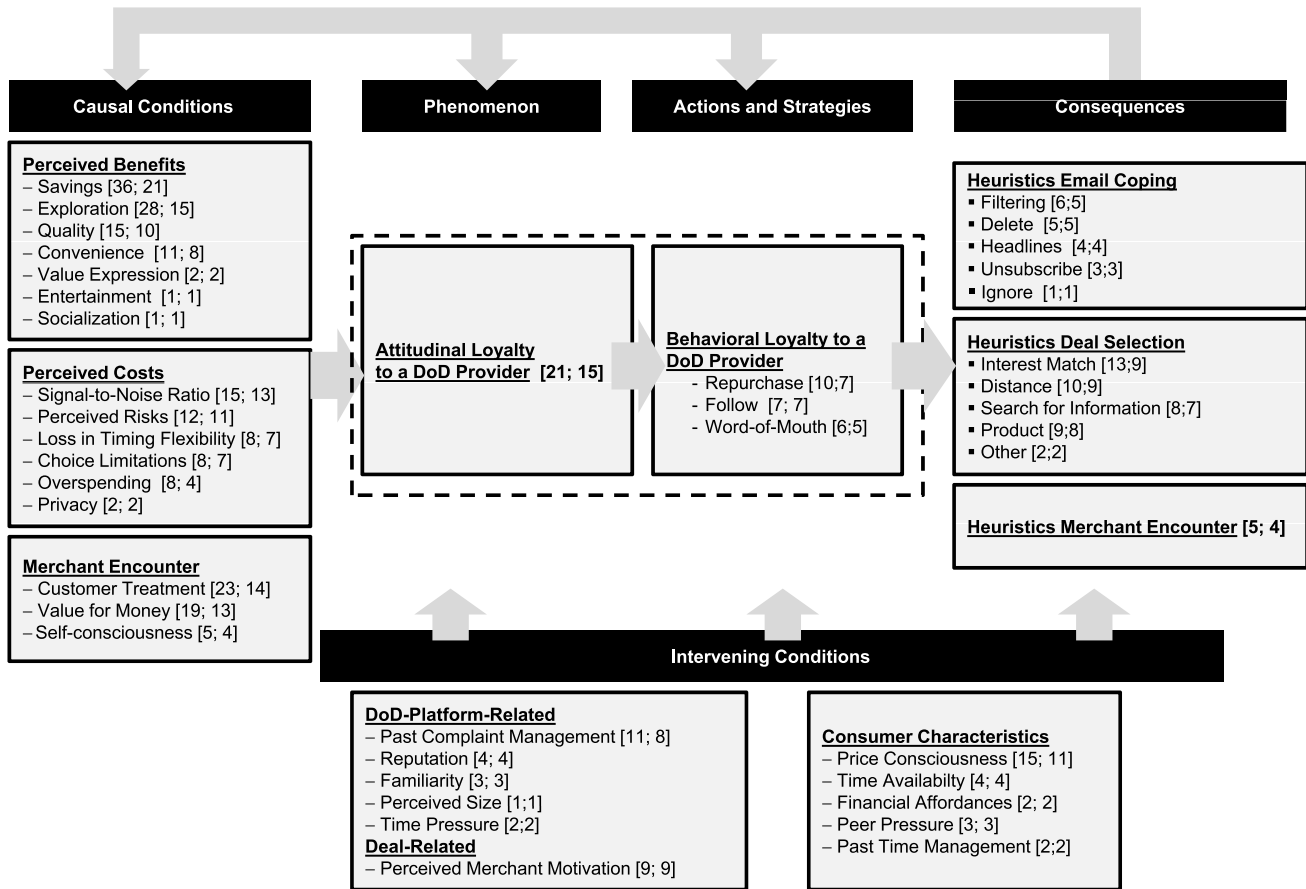 Causal Conditions
Phenomenon
Actions and Strategies
Consequences
Perceived Benefits
– Savings [36; 21]
– Exploration [28; 15]
– Quality [15; 10]
– Convenience [11; 8]
– Value Expression [2; 2]
– Entertainment [1; 1]
– Socialization [1; 1]
Perceived Costs
– Signal-to-Noise Ratio [15; 13]
– Perceived Risks [12; 11]
– Loss in Timing Flexibility [8; 7]
– Choice Limitations [8; 7]
– Overspending [8; 4]
– Privacy [2; 2]
Merchant Encounter
– Customer Treatment [23; 14]
– Value for Money [19; 13]
– Self-consciousness [5; 4]
Attitudinal Loyalty
to a DoD Provider [21; 15]
Behavioral Loyalty to a
DoD Provider
- Repurchase [10;7]
- Follow [7; 7]
- Word-of-Mouth [6;5]
Heuristics Email Coping
▪ Filtering [6;5]
▪ Delete [5;5]
▪ Headlines [4;4]
▪ Unsubscribe [3;3]
▪ Ignore [1;1]
Heuristics Deal Selection
▪ Interest Match [13;9]
▪ Distance [10;9]
▪ Search for Information [8;7]
▪ Product [9;8]
▪ Other [2;2]
Heuristics Merchant Encounter [5; 4]
Intervening Conditions
DoD-Platform-Related
– Past Complaint Management [11; 8]
– Reputation [4; 4]
– Familiarity [3; 3]
– Perceived Size [1;1]
– Time Pressure [2;2]
Deal-Related
– Perceived Merchant Motivation [9; 9]
Consumer Characteristics
– Price Consciousness [15; 11]
– Time Availabilty [4; 4]
– Financial Affordances [2; 2]
– Peer Pressure [3; 3]
– Past Time Management [2;2]